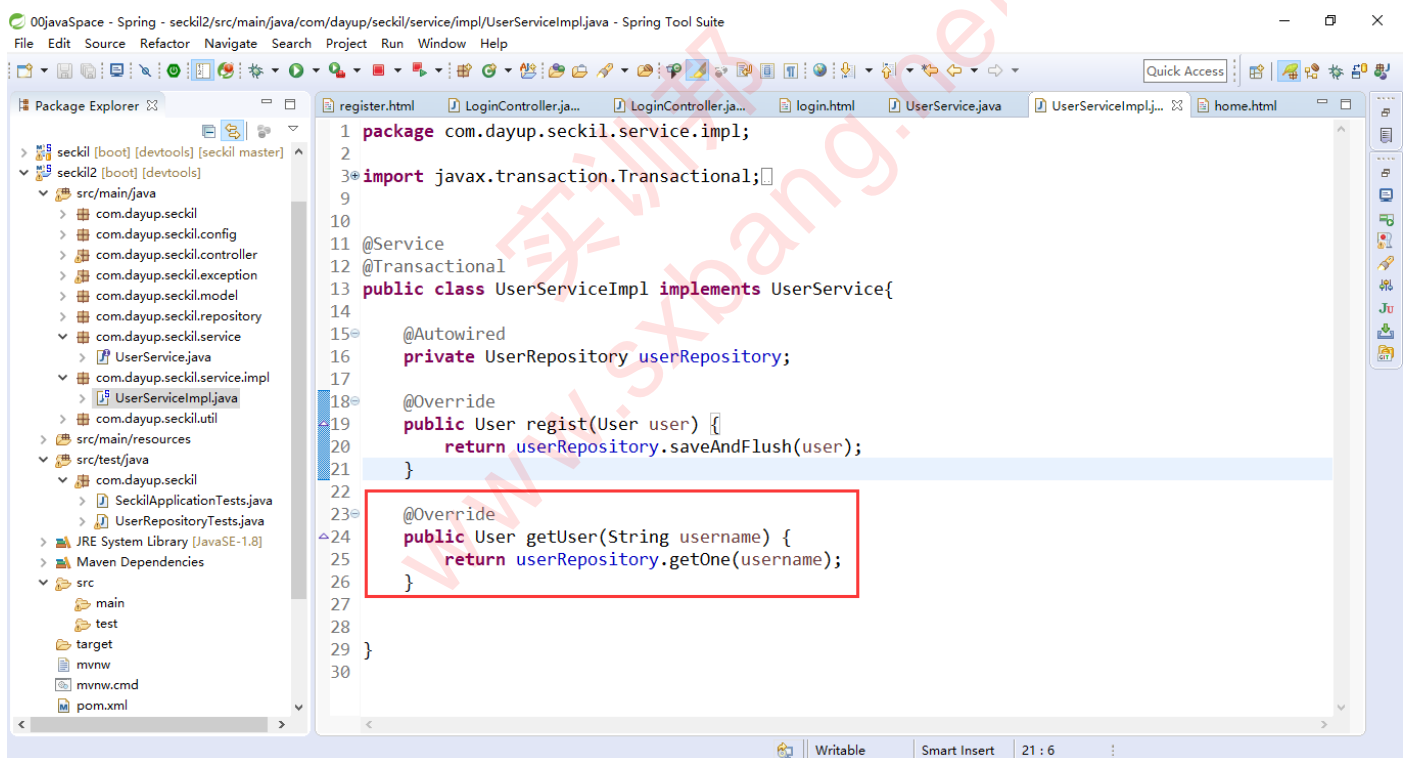 00javaSpace - Spring - seckil2/src/main/java/com/dayup/seckil/service/impl/UserServiceImpl.java - Spring Tool Suite
File Edit Source Refactor Navigate Search Project Run Window Help
Quick Access
Package Explorer
register.html LoginController.ja... LoginController.ja... login.html UserService.java UserServiceImpl.j... home.html
seckil [boot] [devtools] [seckil master]
seckil2 [boot] [devtools]
src/main/java
com.dayup.seckil
com.dayup.seckil.config
com.dayup.seckil.controller
com.dayup.seckil.exception
com.dayup.seckil.model
com.dayup.seckil.repository
com.dayup.seckil.service
UserService.java
com.dayup.seckil.service.impl
UserServiceImpl.java
com.dayup.seckil.util
src/main/resources
src/test/java
com.dayup.seckil
SeckilApplicationTests.java
UserRepositoryTests.java
JRE System Library [JavaSE-1.8]
Maven Dependencies
src
main
test
target
mvnw
mvnw.cmd
pom.xml
1 package com.dayup.seckil.service.impl;
2
3 import javax.transaction.Transactional;
9
10
11 @Service
12 @Transactional
13 public class UserServiceImpl implements UserService{
14
15 @Autowired
16 private UserRepository userRepository;
17
18 @Override
19 public User regist(User user) {
20 return userRepository.saveAndFlush(user);
21 }
22
23 @Override
24 public User getUser(String username) {
25 return userRepository.getOne(username);
26 }
27
28
29 }
30
Writable Smart Insert 21 : 6
实训邦
www.sxbang.net